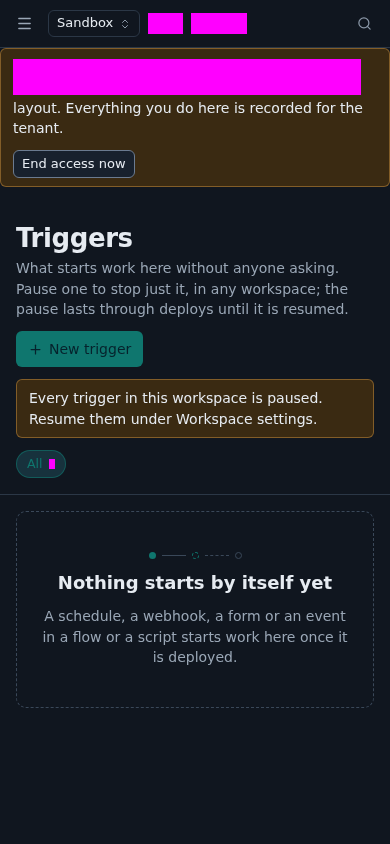 Sandbox
layout. Everything you do here is recorded for the
tenant.
End access now
Triggers
What starts work here without anyone asking.
Pause one to stop just it, in any workspace; the
pause lasts through deploys until it is resumed.
+ New trigger
Every trigger in this workspace is paused.
Resume them under Workspace settings.
All
Nothing starts by itself yet
A schedule, a webhook, a form or an event
in a flow or a script starts work here once it
is deployed.